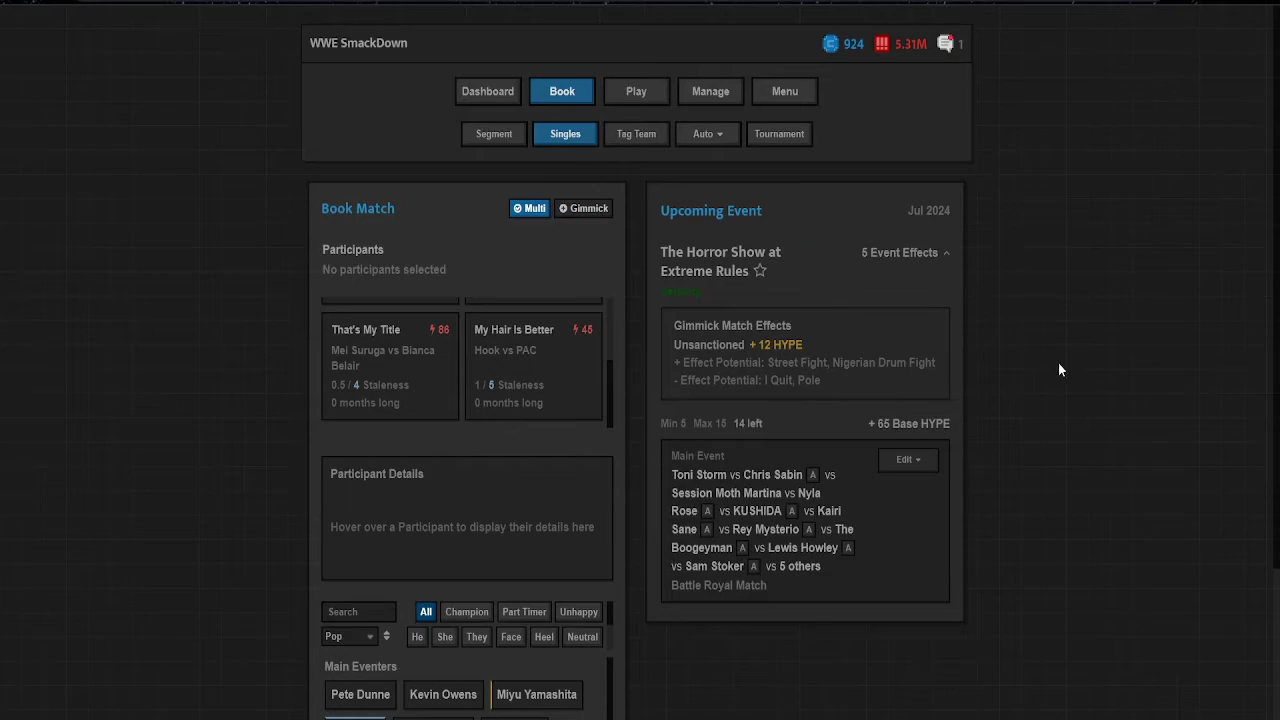 WWE SmackDown
924
5.31M
1
Dashboard
Book
Play
Manage
Menu
Segment
Singles
Tag Team
Auto
Tournament
Book Match
Multi
Gimmick
Participants
No participants selected
That's My Title 86
Mei Suruga vs Bianca
Belair
0.5 / 4 Staleness
0 months long
My Hair Is Better 45
Hook vs PAC
1 / 5 Staleness
0 months long
Participant Details
Hover over a Participant to display their details here
Search
All
Champion
Part Timer
Unhappy
Pop
He
She
They
Face
Heel
Neutral
Main Eventers
Pete Dunne
Kevin Owens
Miyu Yamashita
Upcoming Event
Jul 2024
The Horror Show at
Extreme Rules
5 Event Effects
Gimmick Match Effects
Unsanctioned + 12 HYPE
+ Effect Potential: Street Fight, Nigerian Drum Fight
- Effect Potential: I Quit, Pole
Min 5 Max 15 14 left
+ 65 Base HYPE
Main Event
Edit
Toni Storm vs Chris Sabin A vs
Session Moth Martina vs Nyla
Rose A vs KUSHIDA A vs Kairi
Sane A vs Rey Mysterio A vs The
Boogeyman A vs Lewis Howley A
vs Sam Stoker A vs 5 others
Battle Royal Match